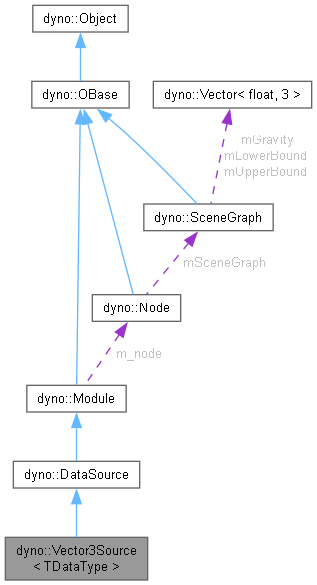 dyno::Object
dyno::OBase
dyno::Vector< float, 3 >
mGravity
mLowerBound
mUpperBound
dyno::SceneGraph
mSceneGraph
dyno::Node
m_node
dyno::Module
dyno::DataSource
dyno::Vector3Source
< TDataType >